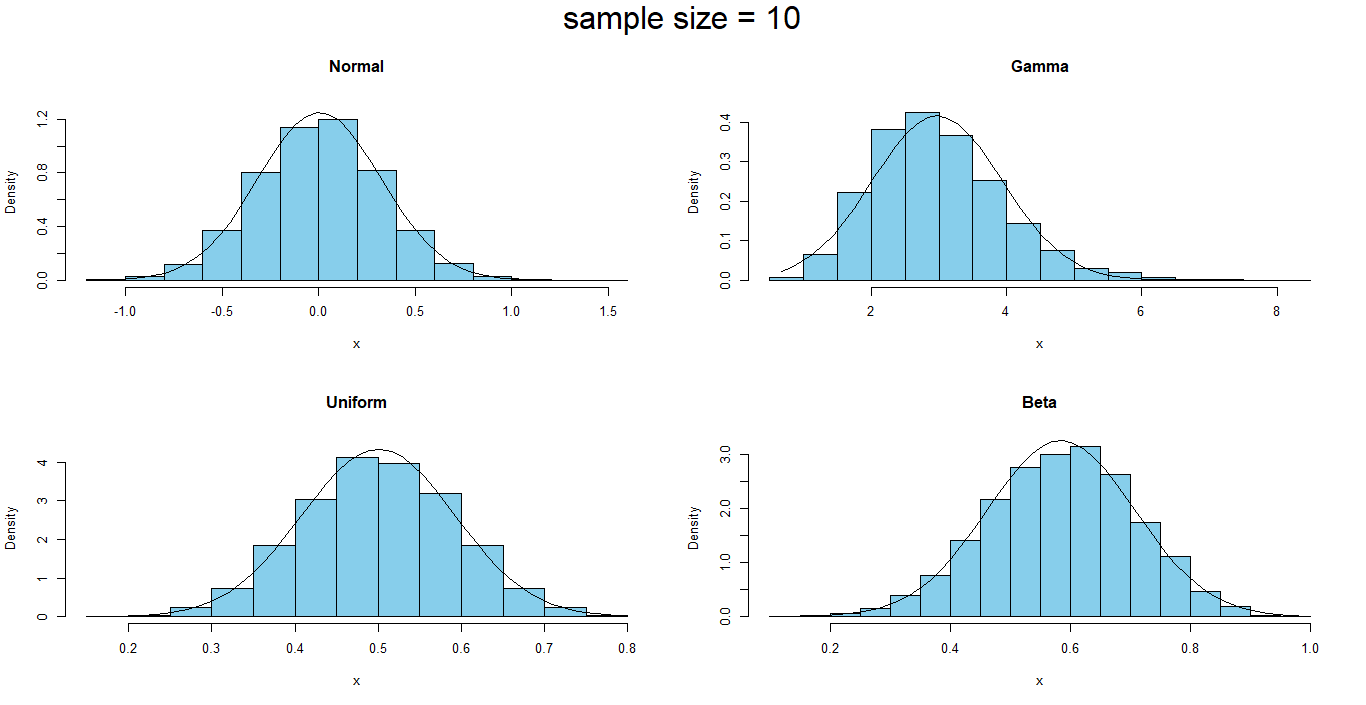 sample size = 10
Normal
Density
0.0 0.4 0.8 1.2
-1.0 -0.5 0.0 0.5 1.0 1.5
x
Gamma
Density
0.0 0.1 0.2 0.3 0.4
2 4 6 8
x
Uniform
Density
0 1 2 3 4
0.2 0.3 0.4 0.5 0.6 0.7 0.8
x
Beta
Density
0.0 1.0 2.0 3.0
0.2 0.4 0.6 0.8 1.0
x